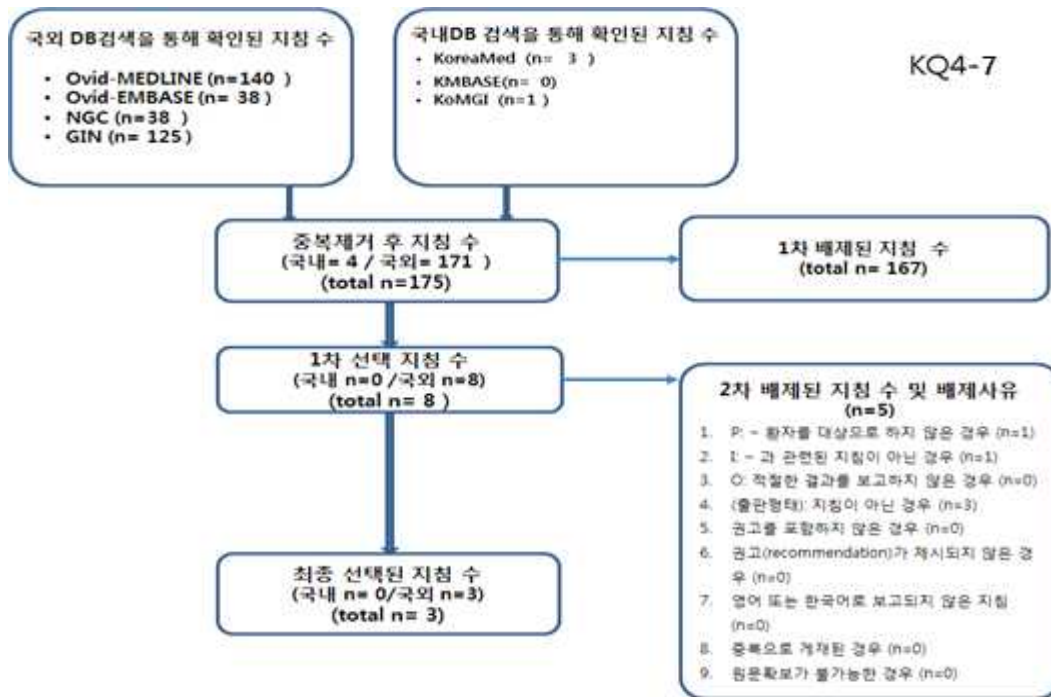 국외 DB검색을 통해 확인된 지침 수
• Ovid-MEDLINE (n=140 )
• Ovid-EMBASE (n= 38 )
• NGC (n=38 )
• GIN (n= 125 )
국내DB 검색을 통해 확인된 지침 수
• KoreaMed (n= 3 )
• KMBASE(n= 0)
• KoMGI (n=1 )
KQ4-7
중복제거 후 지침 수
(국내= 4 / 국외= 171 )
(total n=175)
1차 배제된 지침 수
(total n= 167)
1차 선택 지침 수
(국내 n=0 /국외 n=8)
(total n= 8 )
2차 배제된 지침 수 및 배제사유
(n=5)
1. P: ~ 환자를 대상으로 하지 않은 경우 (n=1)
2. I: ~ 과 관련된 지침이 아닌 경우 (n=1)
3. O: 적절한 결과를 보고하지 않은 경우 (n=0)
4. (출판형태): 지침이 아닌 경우 (n=3)
5. 권고를 포함하지 않은 경우 (n=0)
6. 권고(recommendation)가 제시되지 않은 경
우 (n=0)
7. 영어 또는 한국어로 보고되지 않은 지침
(n=0)
8. 중복으로 게재된 경우 (n=0)
9. 원문확보가 불가능한 경우 (n=0)
최종 선택된 지침 수
(국내 n= 0/국외 n=3)
(total n= 3)